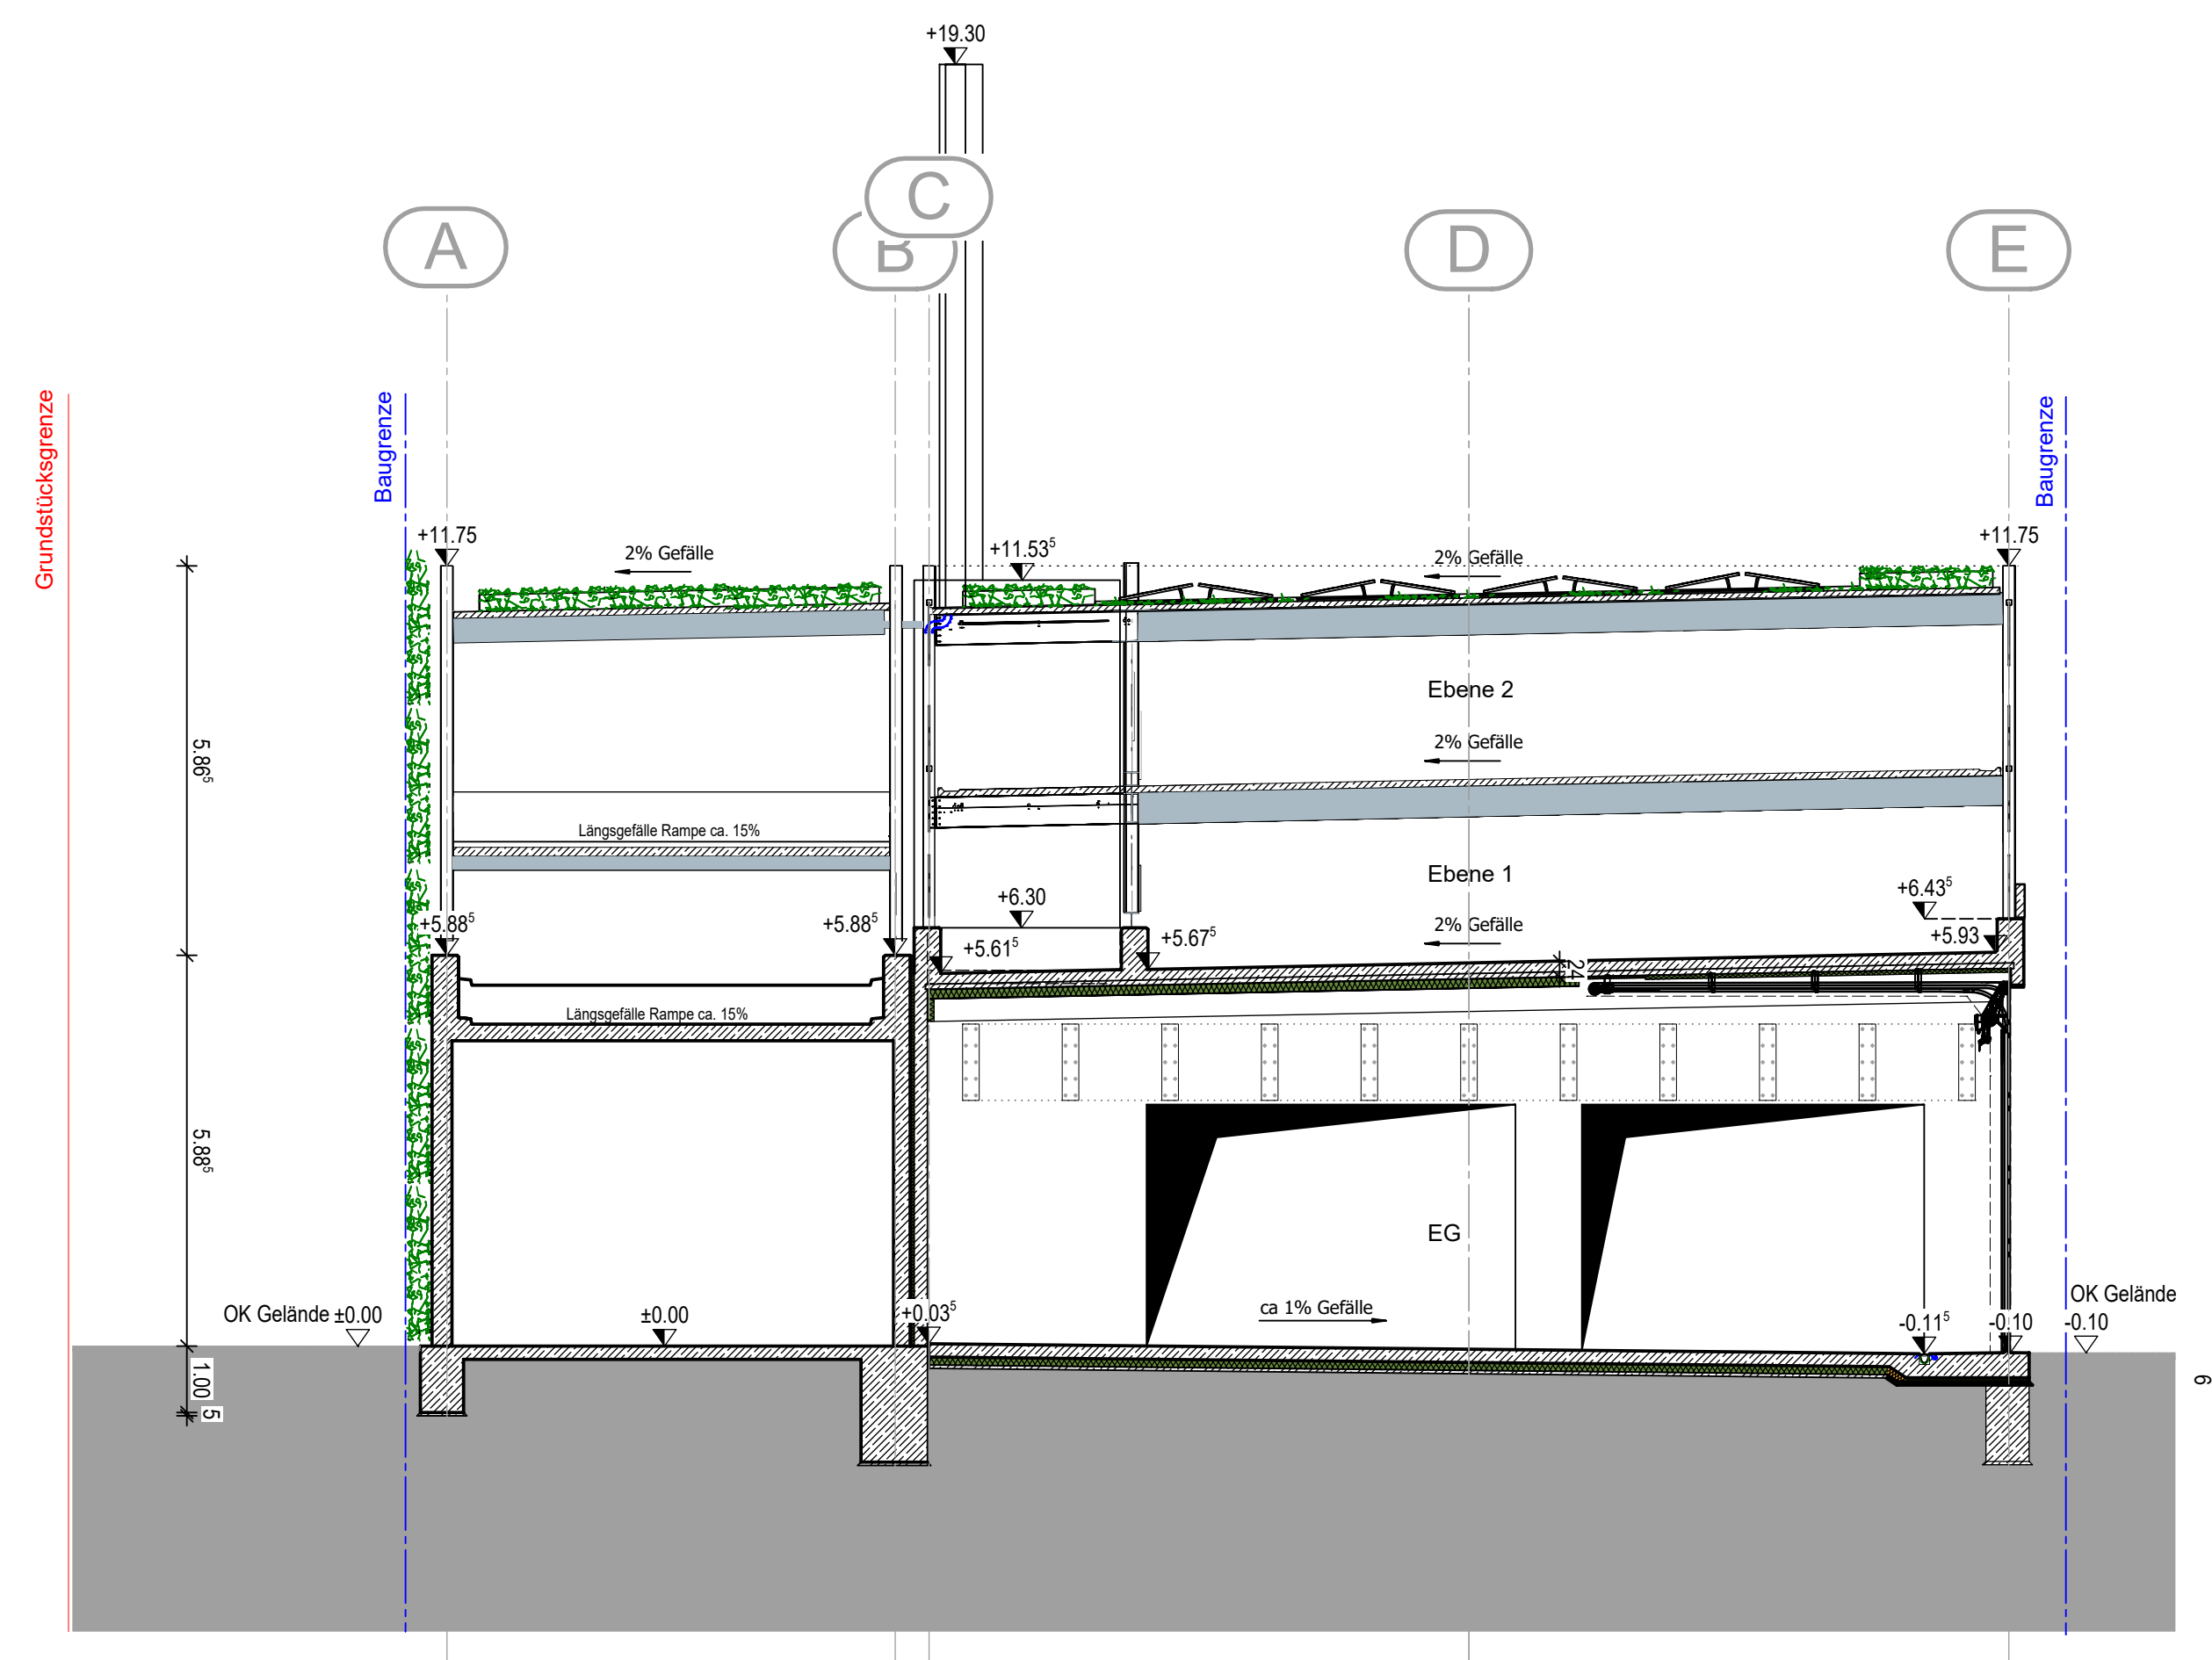 +19.30
C
A
B
D
E
Grundstücksgrenze
Baugrenze
Baugrenze
+11.75
2% Gefälle
+11.53⁵
2% Gefälle
+11.75
Ebene 2
5.86⁵
2% Gefälle
Längsgefälle Rampe ca. 15%
Ebene 1
+6.30
+6.43⁵
+5.88⁵
+5.88⁵
2% Gefälle
+5.67⁵
+5.93
+5.61⁵
24
Längsgefälle Rampe ca. 15%
5.88⁵
EG
OK Gelände
OK Gelände ±0.00
±0.00
+0.03⁵
ca 1% Gefälle
-0.11⁵
-0.10
-0.10
1.00
5
6